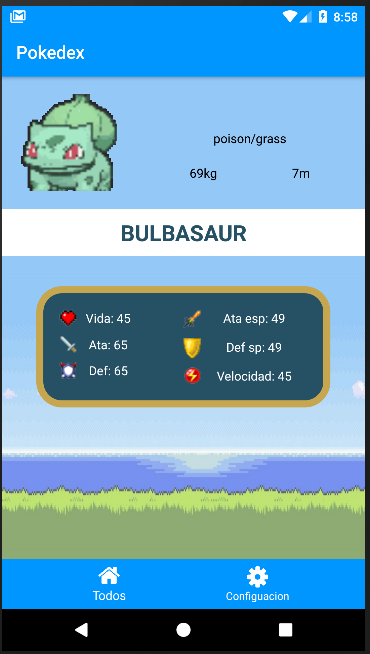 8:58
Pokedex
poison/grass
69kg 7m
BULBASAUR
Vida: 45 Ata esp: 49
Ata: 65 Def sp: 49
Def: 65 Velocidad: 45
Todos Configuacion